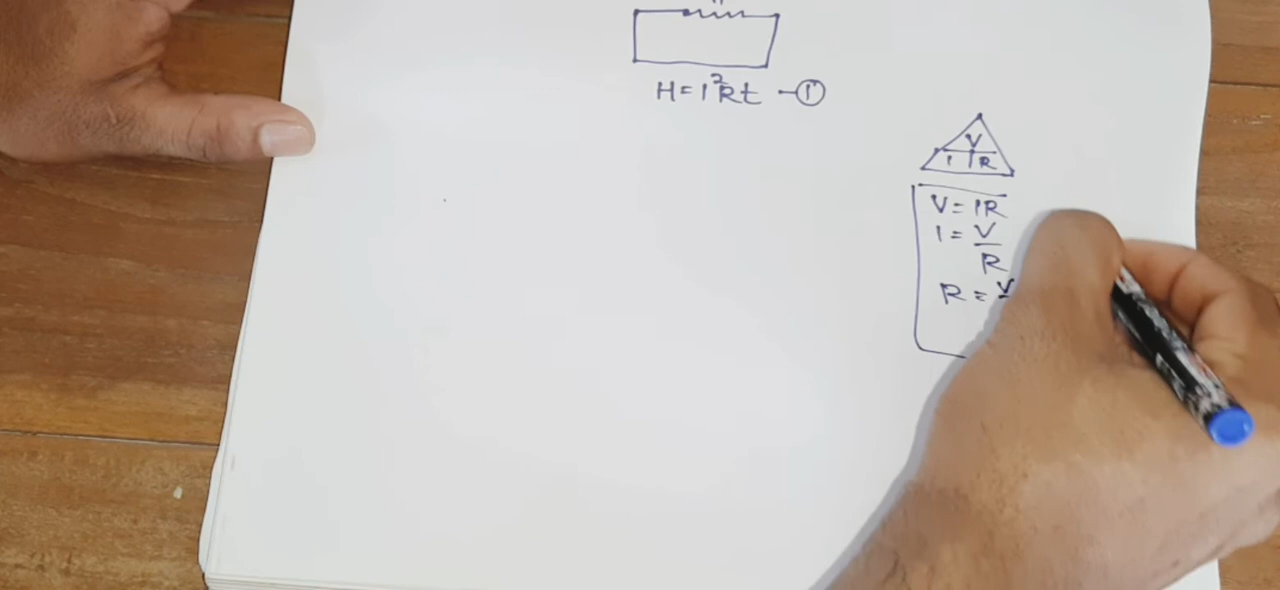 H = I²Rt —①
V
I R
V = IR
I = V/R
R = V